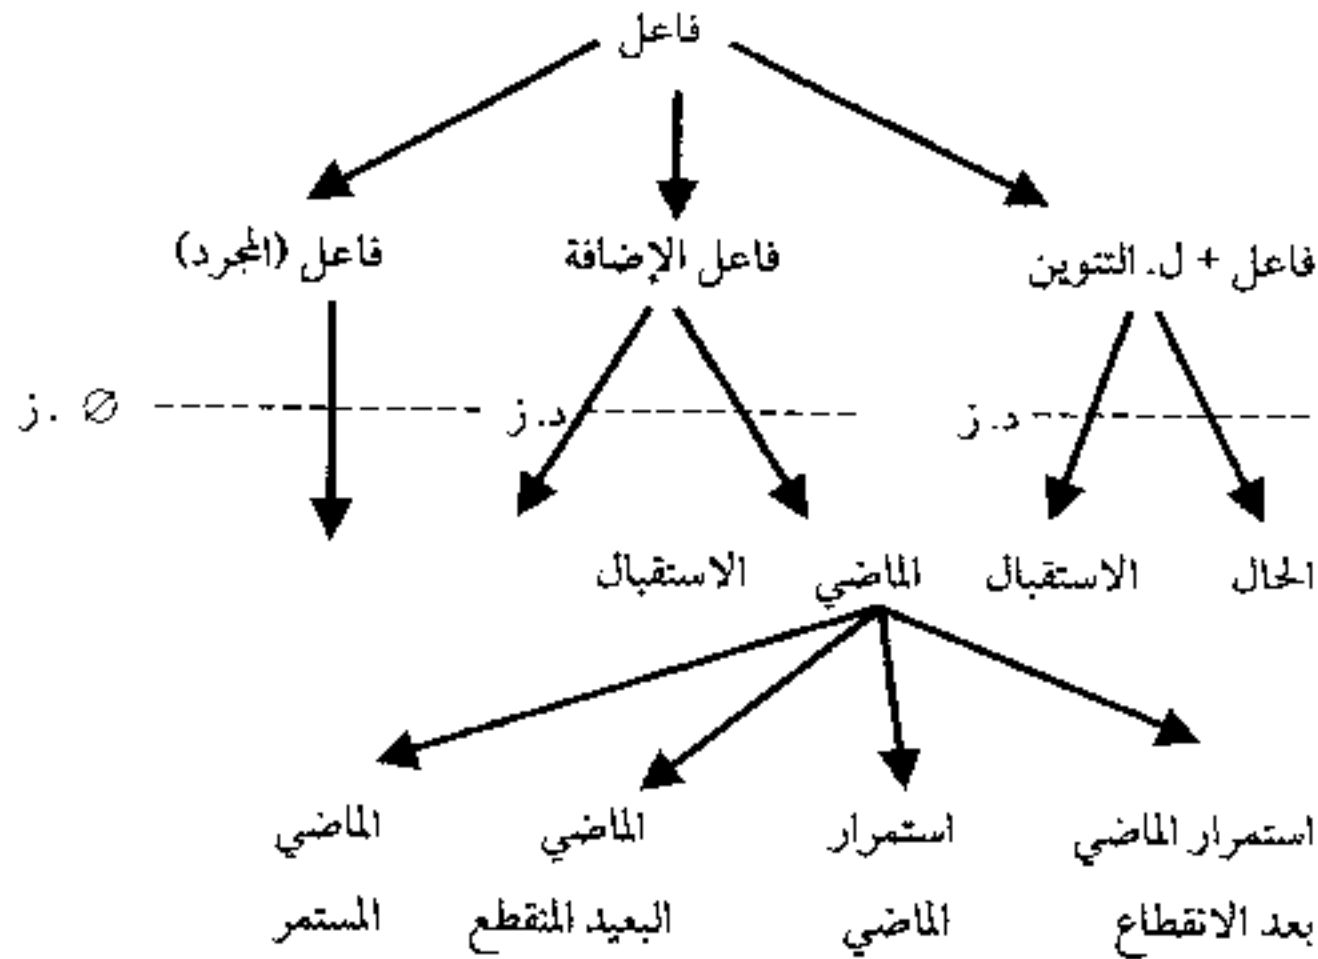 فاعل
فاعل + ل. التنوين
فاعل الإضافة
فاعل (المجرد)
د. ز
د. ز
ز . ∅
الحال
الاستقبال
الماضي
الاستقبال
استمرار الماضي
بعد الانقطاع
استمرار
الماضي
الماضي
البعيد المنقطع
الماضي
المستمر